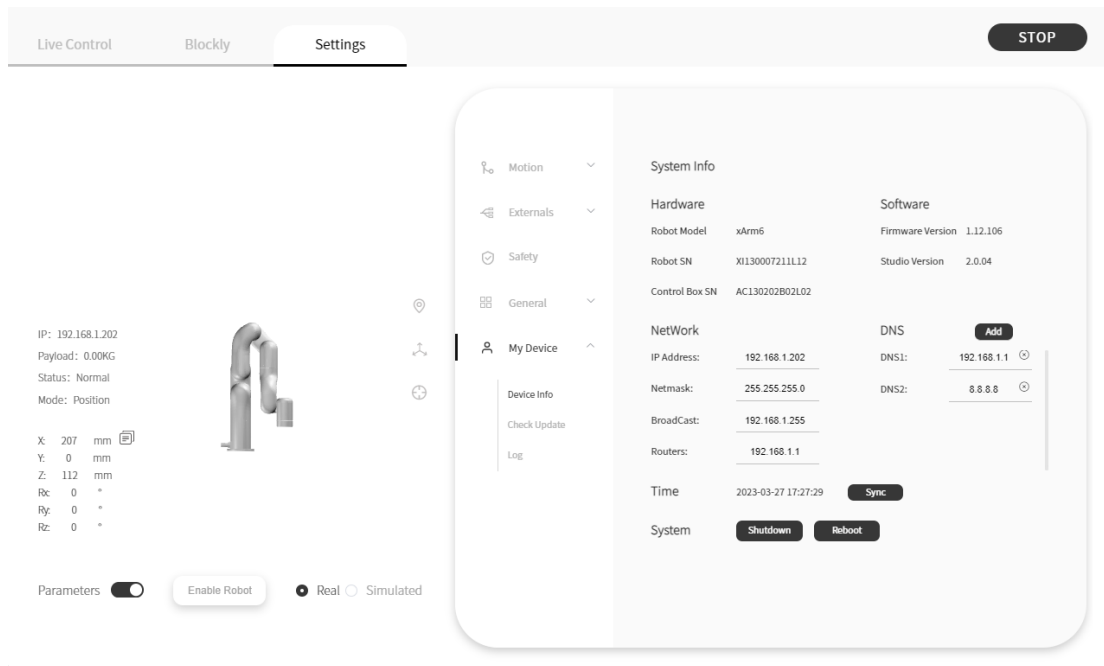 Live Control Blockly Settings STOP
Motion
Externals
Safety
General
My Device
Device Info
Check Update
Log
IP: 192.168.1.202
Payload: 0.00KG
Status: Normal
Mode: Position
X: 207 mm
Y: 0 mm
Z: 112 mm
Rx: 0 °
Ry: 0 °
Rz: 0 °
Parameters Enable Robot Real Simulated
System Info
Hardware Software
Robot Model xArm6 Firmware Version 1.12.106
Robot SN XI130007211L12 Studio Version 2.0.04
Control Box SN AC130202B02L02
NetWork DNS Add
IP Address: 192.168.1.202 DNS1: 192.168.1.1
Netmask: 255.255.255.0 DNS2: 8.8.8.8
BroadCast: 192.168.1.255
Routers: 192.168.1.1
Time 2023-03-27 17:27:29 Sync
System Shutdown Reboot